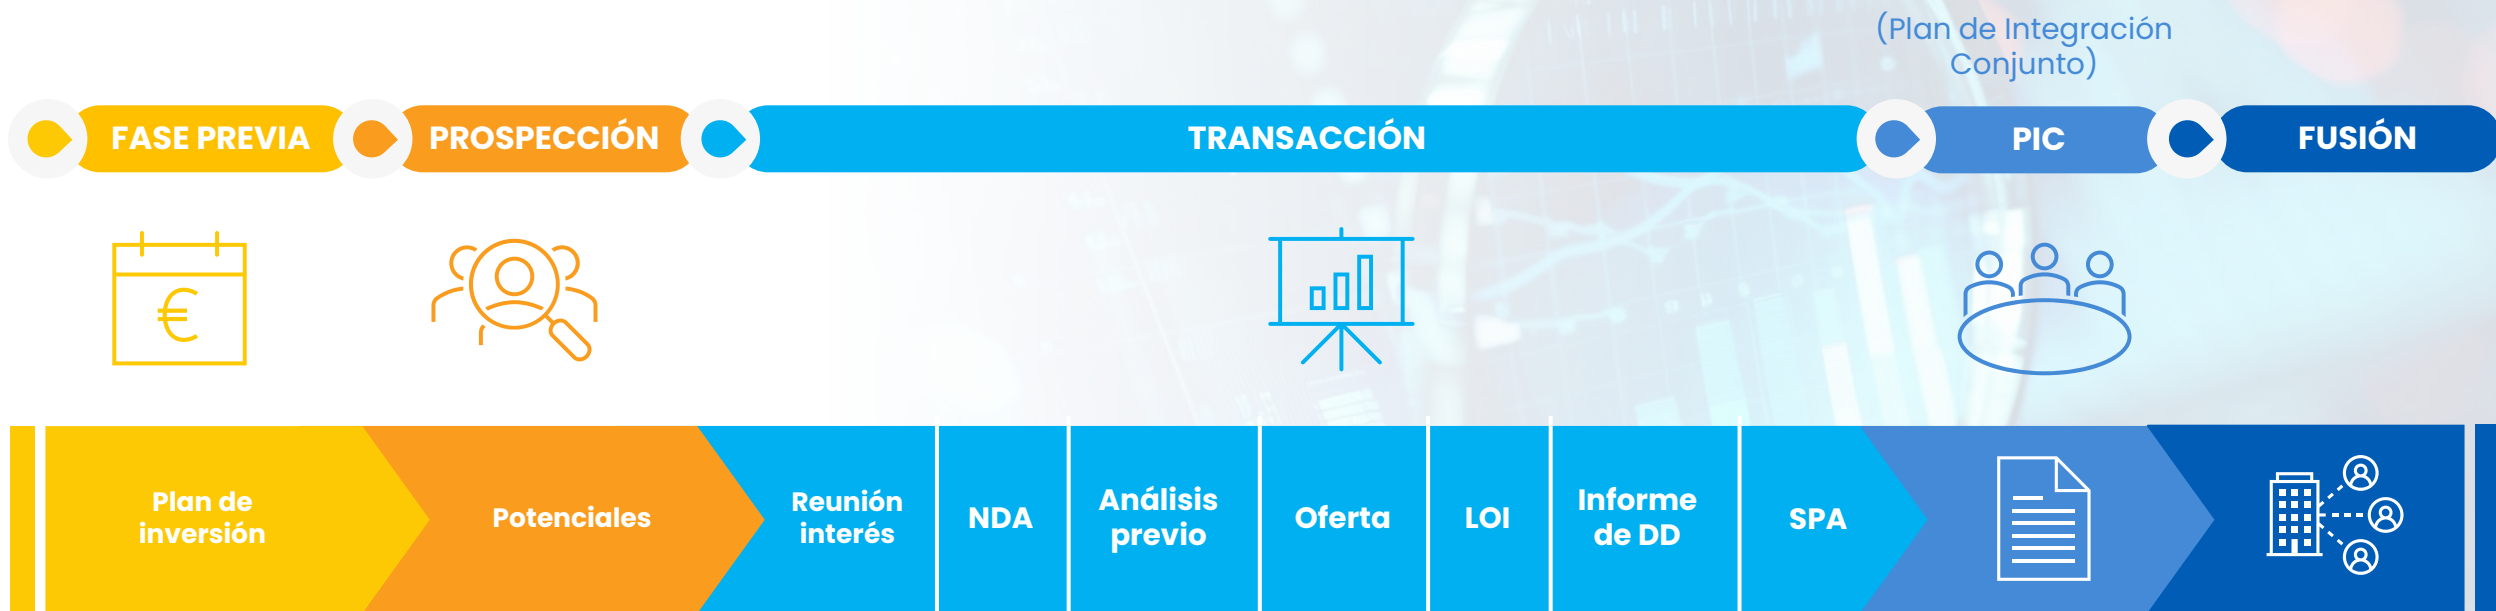 (Plan de Integración
Conjunto)
FASE PREVIA
PROSPECCIÓN
TRANSACCIÓN
PIC
FUSIÓN
€
Plan de
inversión
Potenciales
Reunión
interés
NDA
Análisis
previo
Oferta
LOI
Informe
de DD
SPA